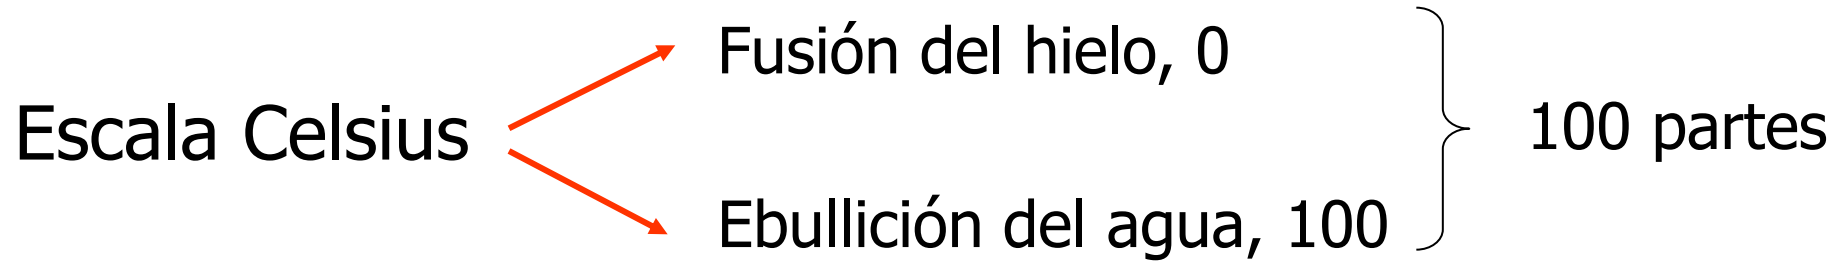 Escala Celsius
Fusión del hielo, 0
Ebullición del agua, 100
100 partes